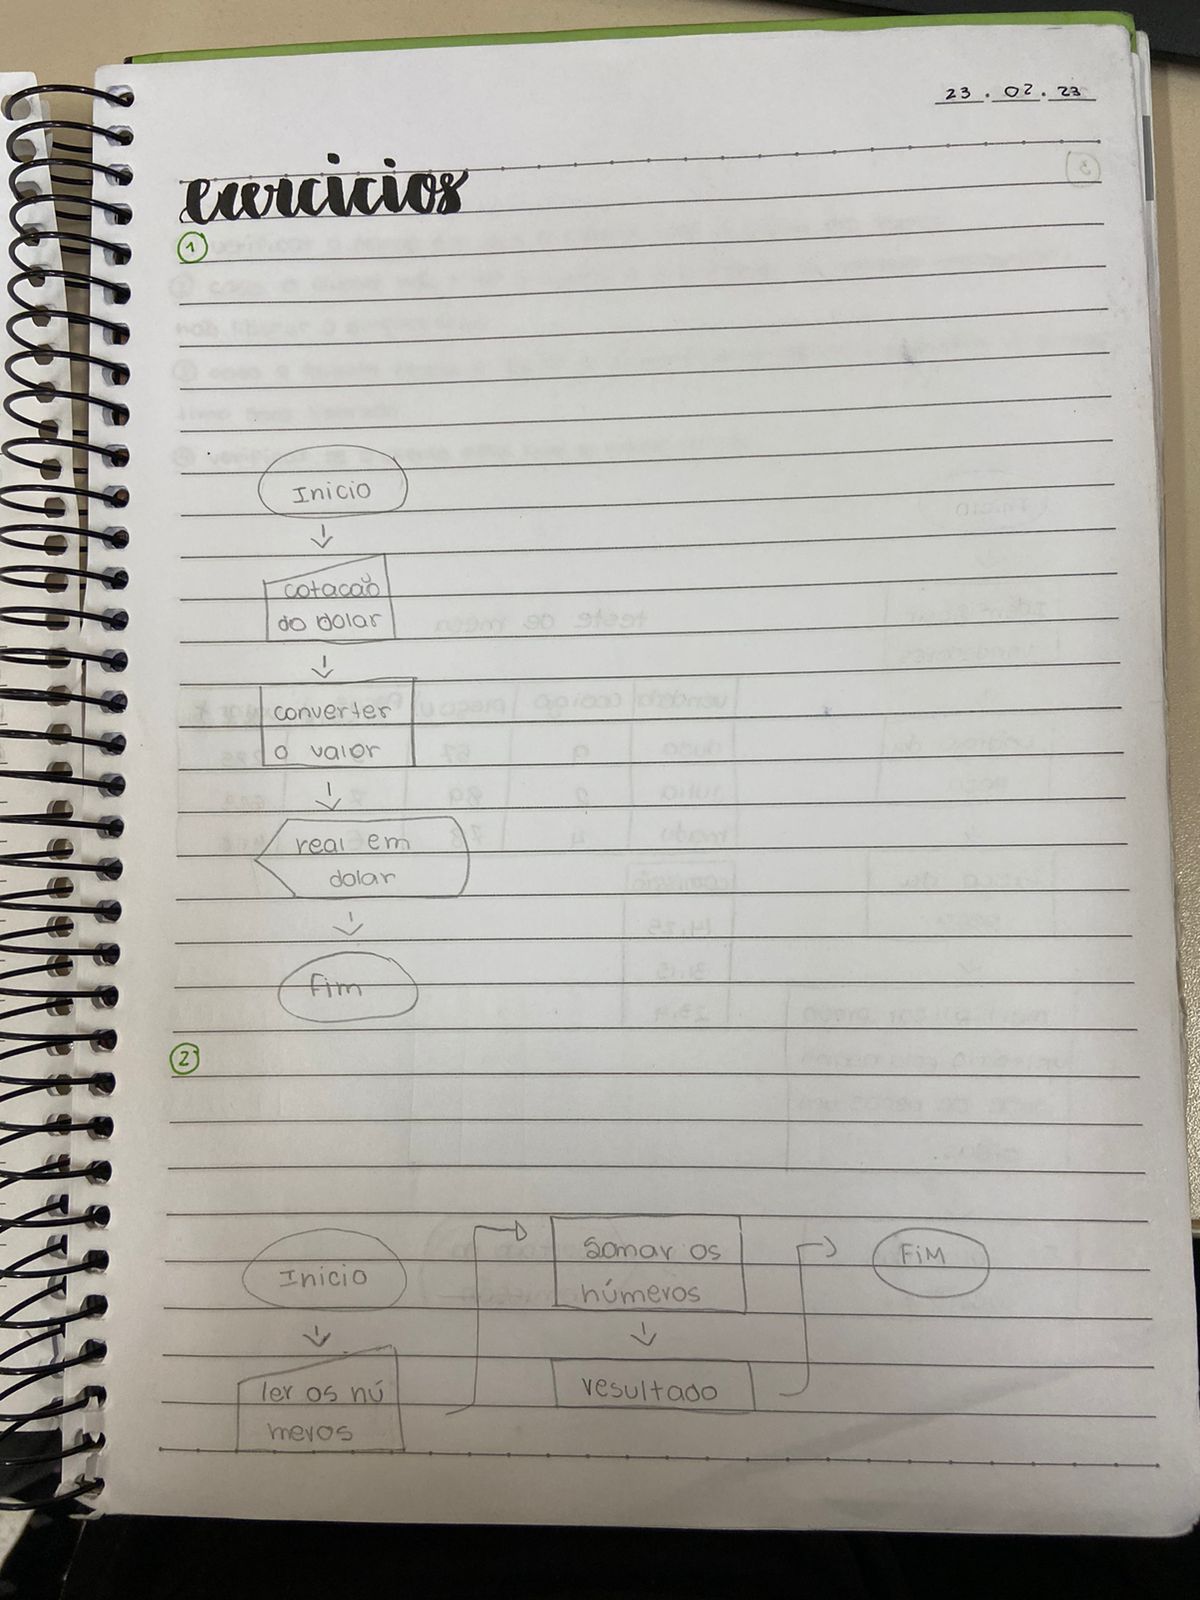 23.02.23
exercicios
1
Inicio
cotacão
do dolar
converter
o valor
real em
dolar
fim
2
Inicio
ler os nú
meros
Somar os
números
resultado
FIM